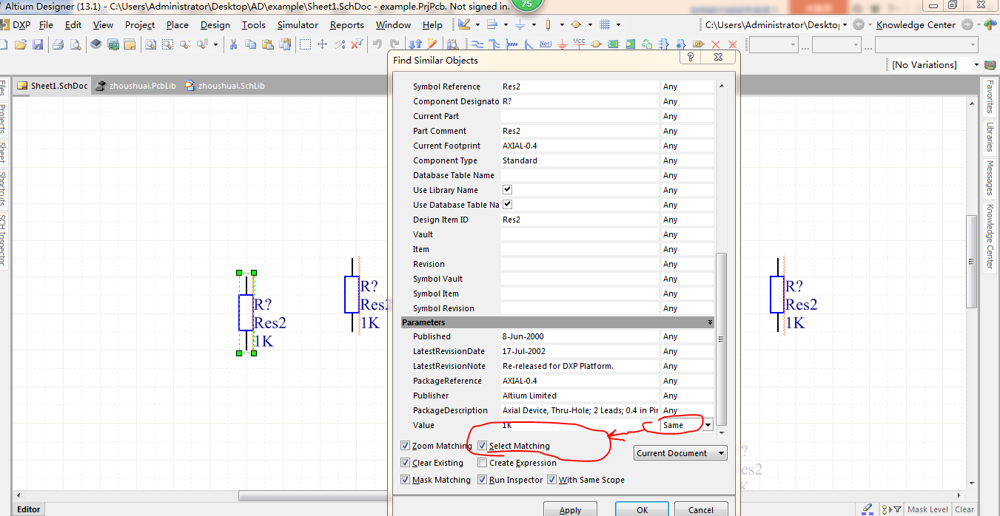 Altium Designer (13.1) - C:\Users\Administrator\Desktop\AD\example\Sheet1.SchDoc - example.PrjPcb. Not signed in.
75
DXP File Edit View Project Place Design Tools Simulator Reports Window Help
C:\Users\Administrator\Deskto
Knowledge Center
[No Variations]
Sheet1.SchDoc zhoushuai.PcbLib zhoushuai.SchLib
Files
Projects
Sheet
Shortcuts
SCH Inspector
R?
Res2
1K
R?
Res2
1K
Find Similar Objects
Symbol Reference Res2 Any
Component Designato R? Any
Current Part Any
Part Comment Res2 Any
Current Footprint AXIAL-0.4 Any
Component Type Standard Any
Database Table Name Any
Use Library Name Any
Use Database Table Na Any
Design Item ID Res2 Any
Vault Any
Item Any
Revision Any
Symbol Vault Any
Symbol Item Any
Symbol Revision Any
Parameters
Published 8-Jun-2000 Any
LatestRevisionDate 17-Jul-2002 Any
LatestRevisionNote Re-released for DXP Platform. Any
PackageReference AXIAL-0.4 Any
Publisher Altium Limited Any
PackageDescription Axial Device, Thru-Hole; 2 Leads; 0.4 in Pin Any
Value 1K Same
Zoom Matching Select Matching
Current Document
Clear Existing Create Expression
Mask Matching Run Inspector With Same Scope
Apply OK Cancel
R?
Res2
1K
Favorites
Libraries
Messages
Knowledge Center
Editor
Mask Level Clear